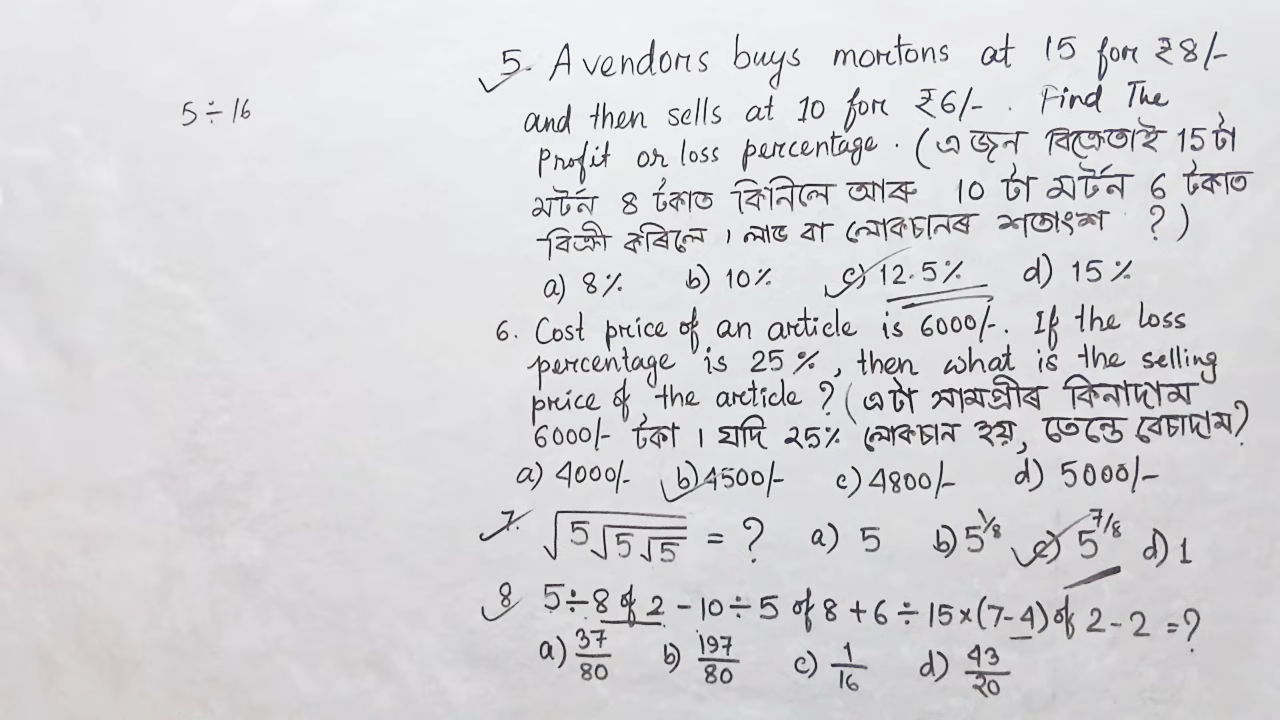 5÷16
5. A vendors buys mortons at 15 for ₹8/-
and then sells at 10 for ₹6/-. Find The
Profit or loss percentage. (এজন বিক্ৰেতাই 15টা
মৰ্টন 8 টকাত কিনিলে আৰু 10 টা মৰ্টন 6 টকাত
বিক্ৰী কৰিলে। লাভ বা লোকচানৰ শতাংশ ?)
a) 8% b) 10% c) 12.5% d) 15%
6. Cost price of an article is 6000/-. If the loss
percentage is 25%, then what is the selling
price of the article? (এটা সামগ্ৰীৰ কিনাদাম
6000/- টকা। যদি 25% লোকচান হয়, তেন্তে বেচাদাম?
a) 4000/- b) 4500/- c) 4800/- d) 5000/-
7. √5√5√5 = ? a) 5 b) 5^1/8 c) 5^7/8 d) 1
8 5÷8 of 2 - 10÷5 of 8 + 6÷15×(7-4) of 2-2 =?
a) 37/80 b) 197/80 c) 1/16 d) 43/20